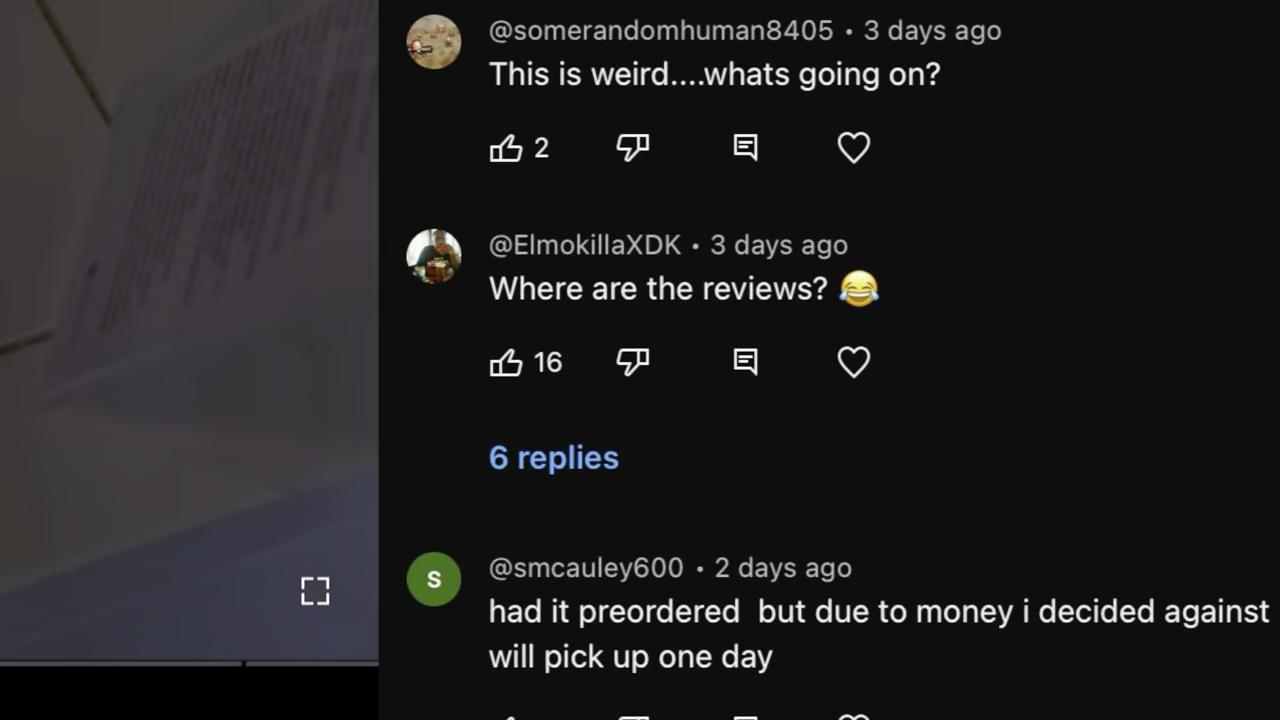 @somerandomhuman8405 • 3 days ago
This is weird....whats going on?
2
@ElmokillaXDK • 3 days ago
Where are the reviews? 😂
16
6 replies
S
@smcauley600 • 2 days ago
had it preordered  but due to money i decided against
will pick up one day